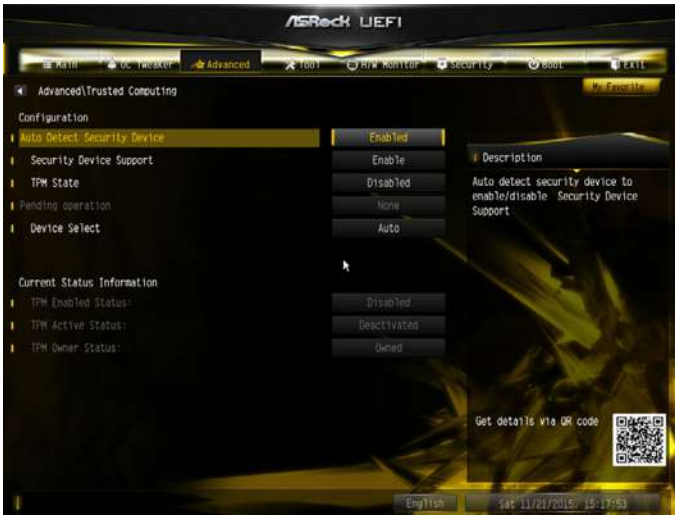 ASRock UEFI
Main OC Tweaker Advanced Tool H/W Monitor Security Boot Exit
My Favorite
Advanced\Trusted Computing
Configuration
Auto Detect Security Device Enabled
Security Device Support Enable
TPM State Disabled
Pending operation None
Device Select Auto
Current Status Information
TPM Enabled Status: Disabled
TPM Active Status: Deactivated
TPM Owner Status: Owned
Description
Auto detect security device to
enable/disable Security Device
Support
Get details via QR code
English
Sat 11/21/2015. 15:17:53